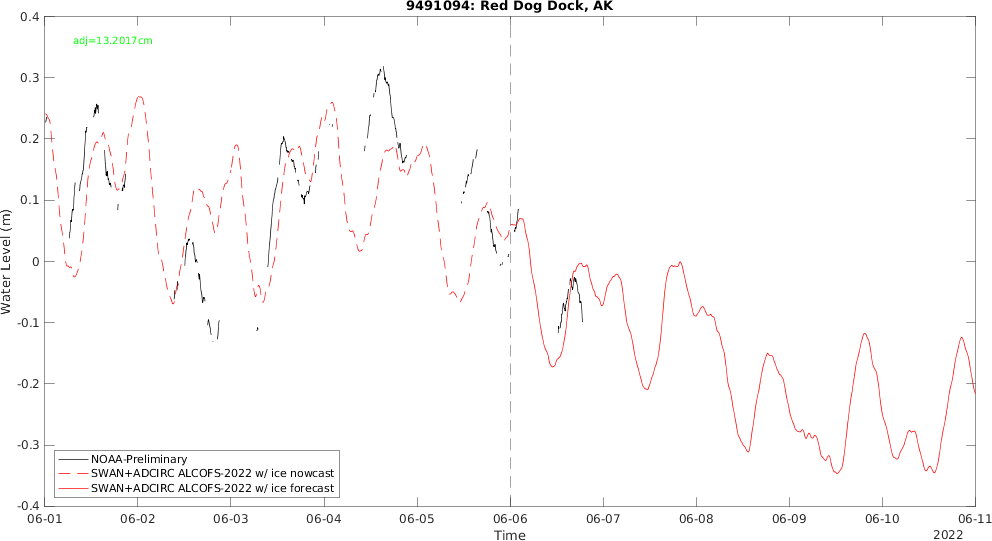 9491094: Red Dog Dock, AK
adj=13.2017cm
0.4
0.3
0.2
0.1
0
-0.1
-0.2
-0.3
-0.4
Water Level (m)
NOAA-Preliminary
SWAN+ADCIRC ALCOFS-2022 w/ ice nowcast
SWAN+ADCIRC ALCOFS-2022 w/ ice forecast
06-01 06-02 06-03 06-04 06-05 06-06 06-07 06-08 06-09 06-10 06-11
Time
2022